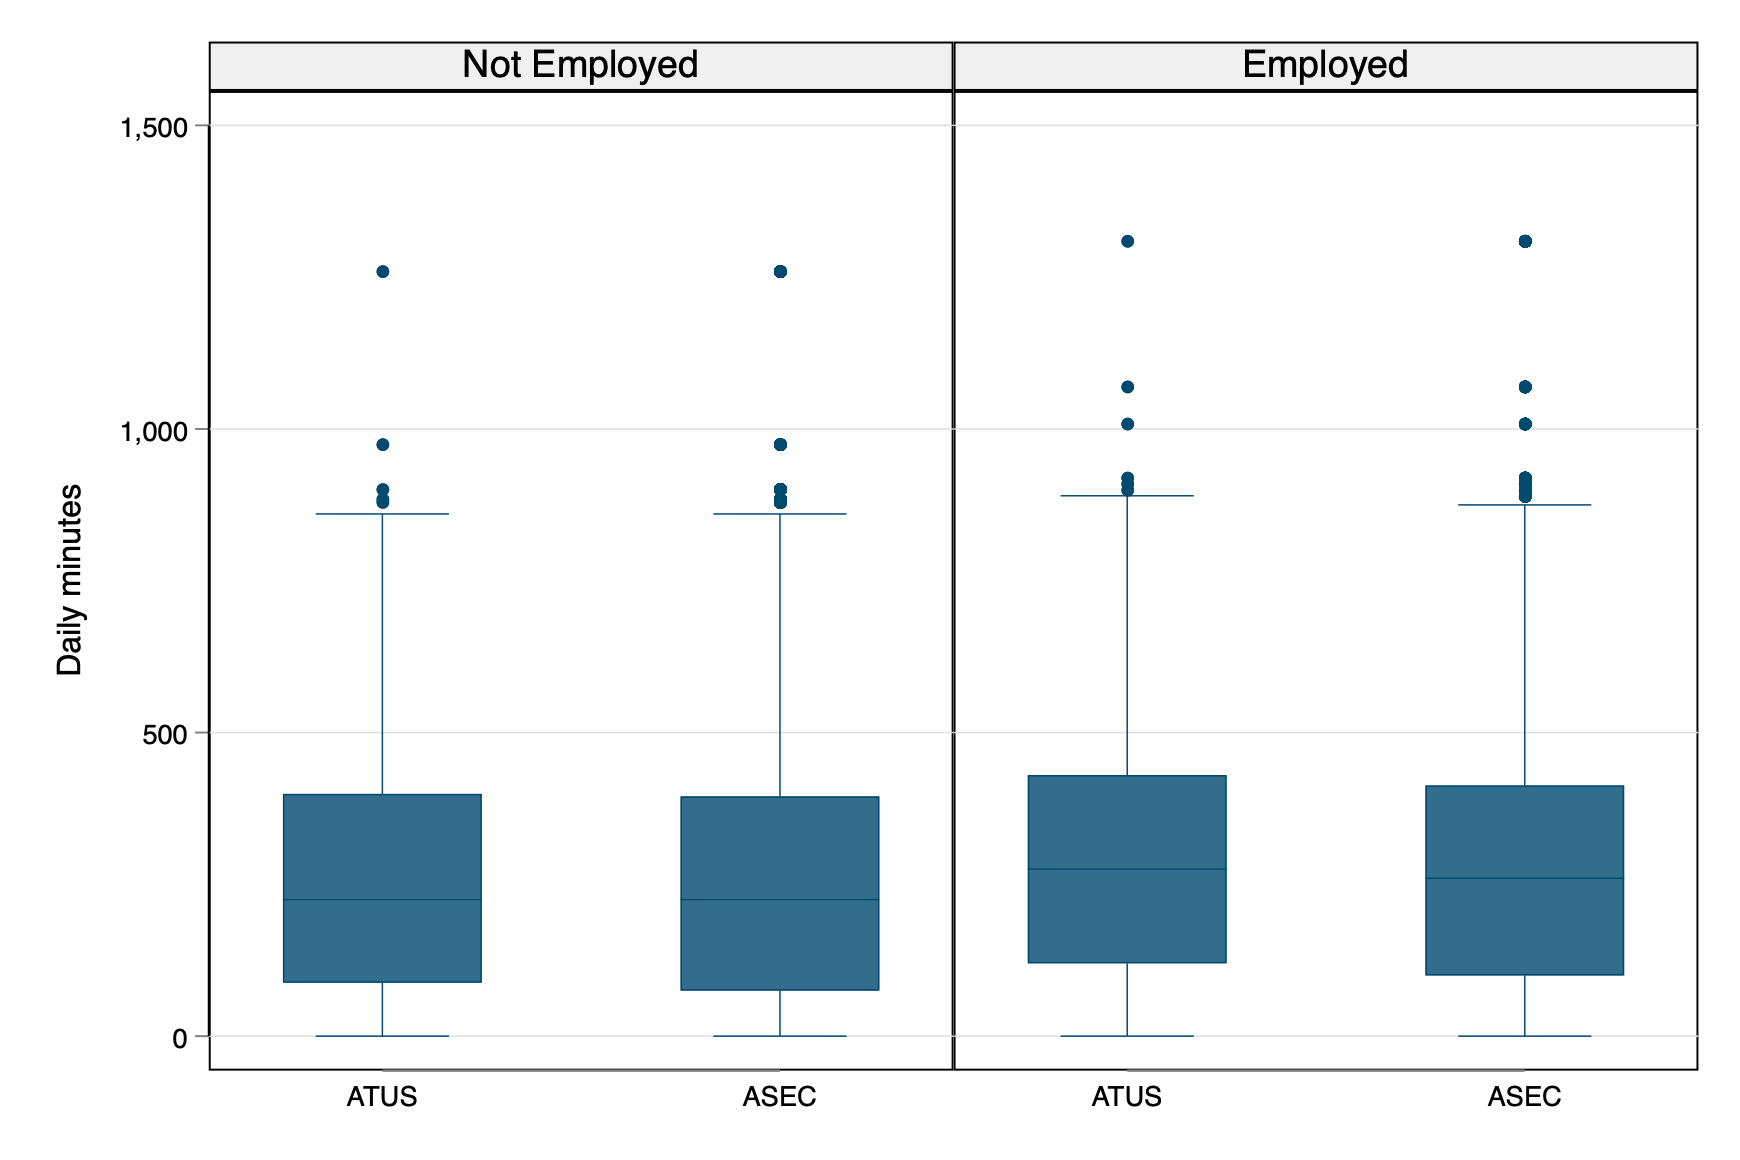 Not Employed
Employed
1,500
1,000
500
0
Daily minutes
ATUS
ASEC
ATUS
ASEC